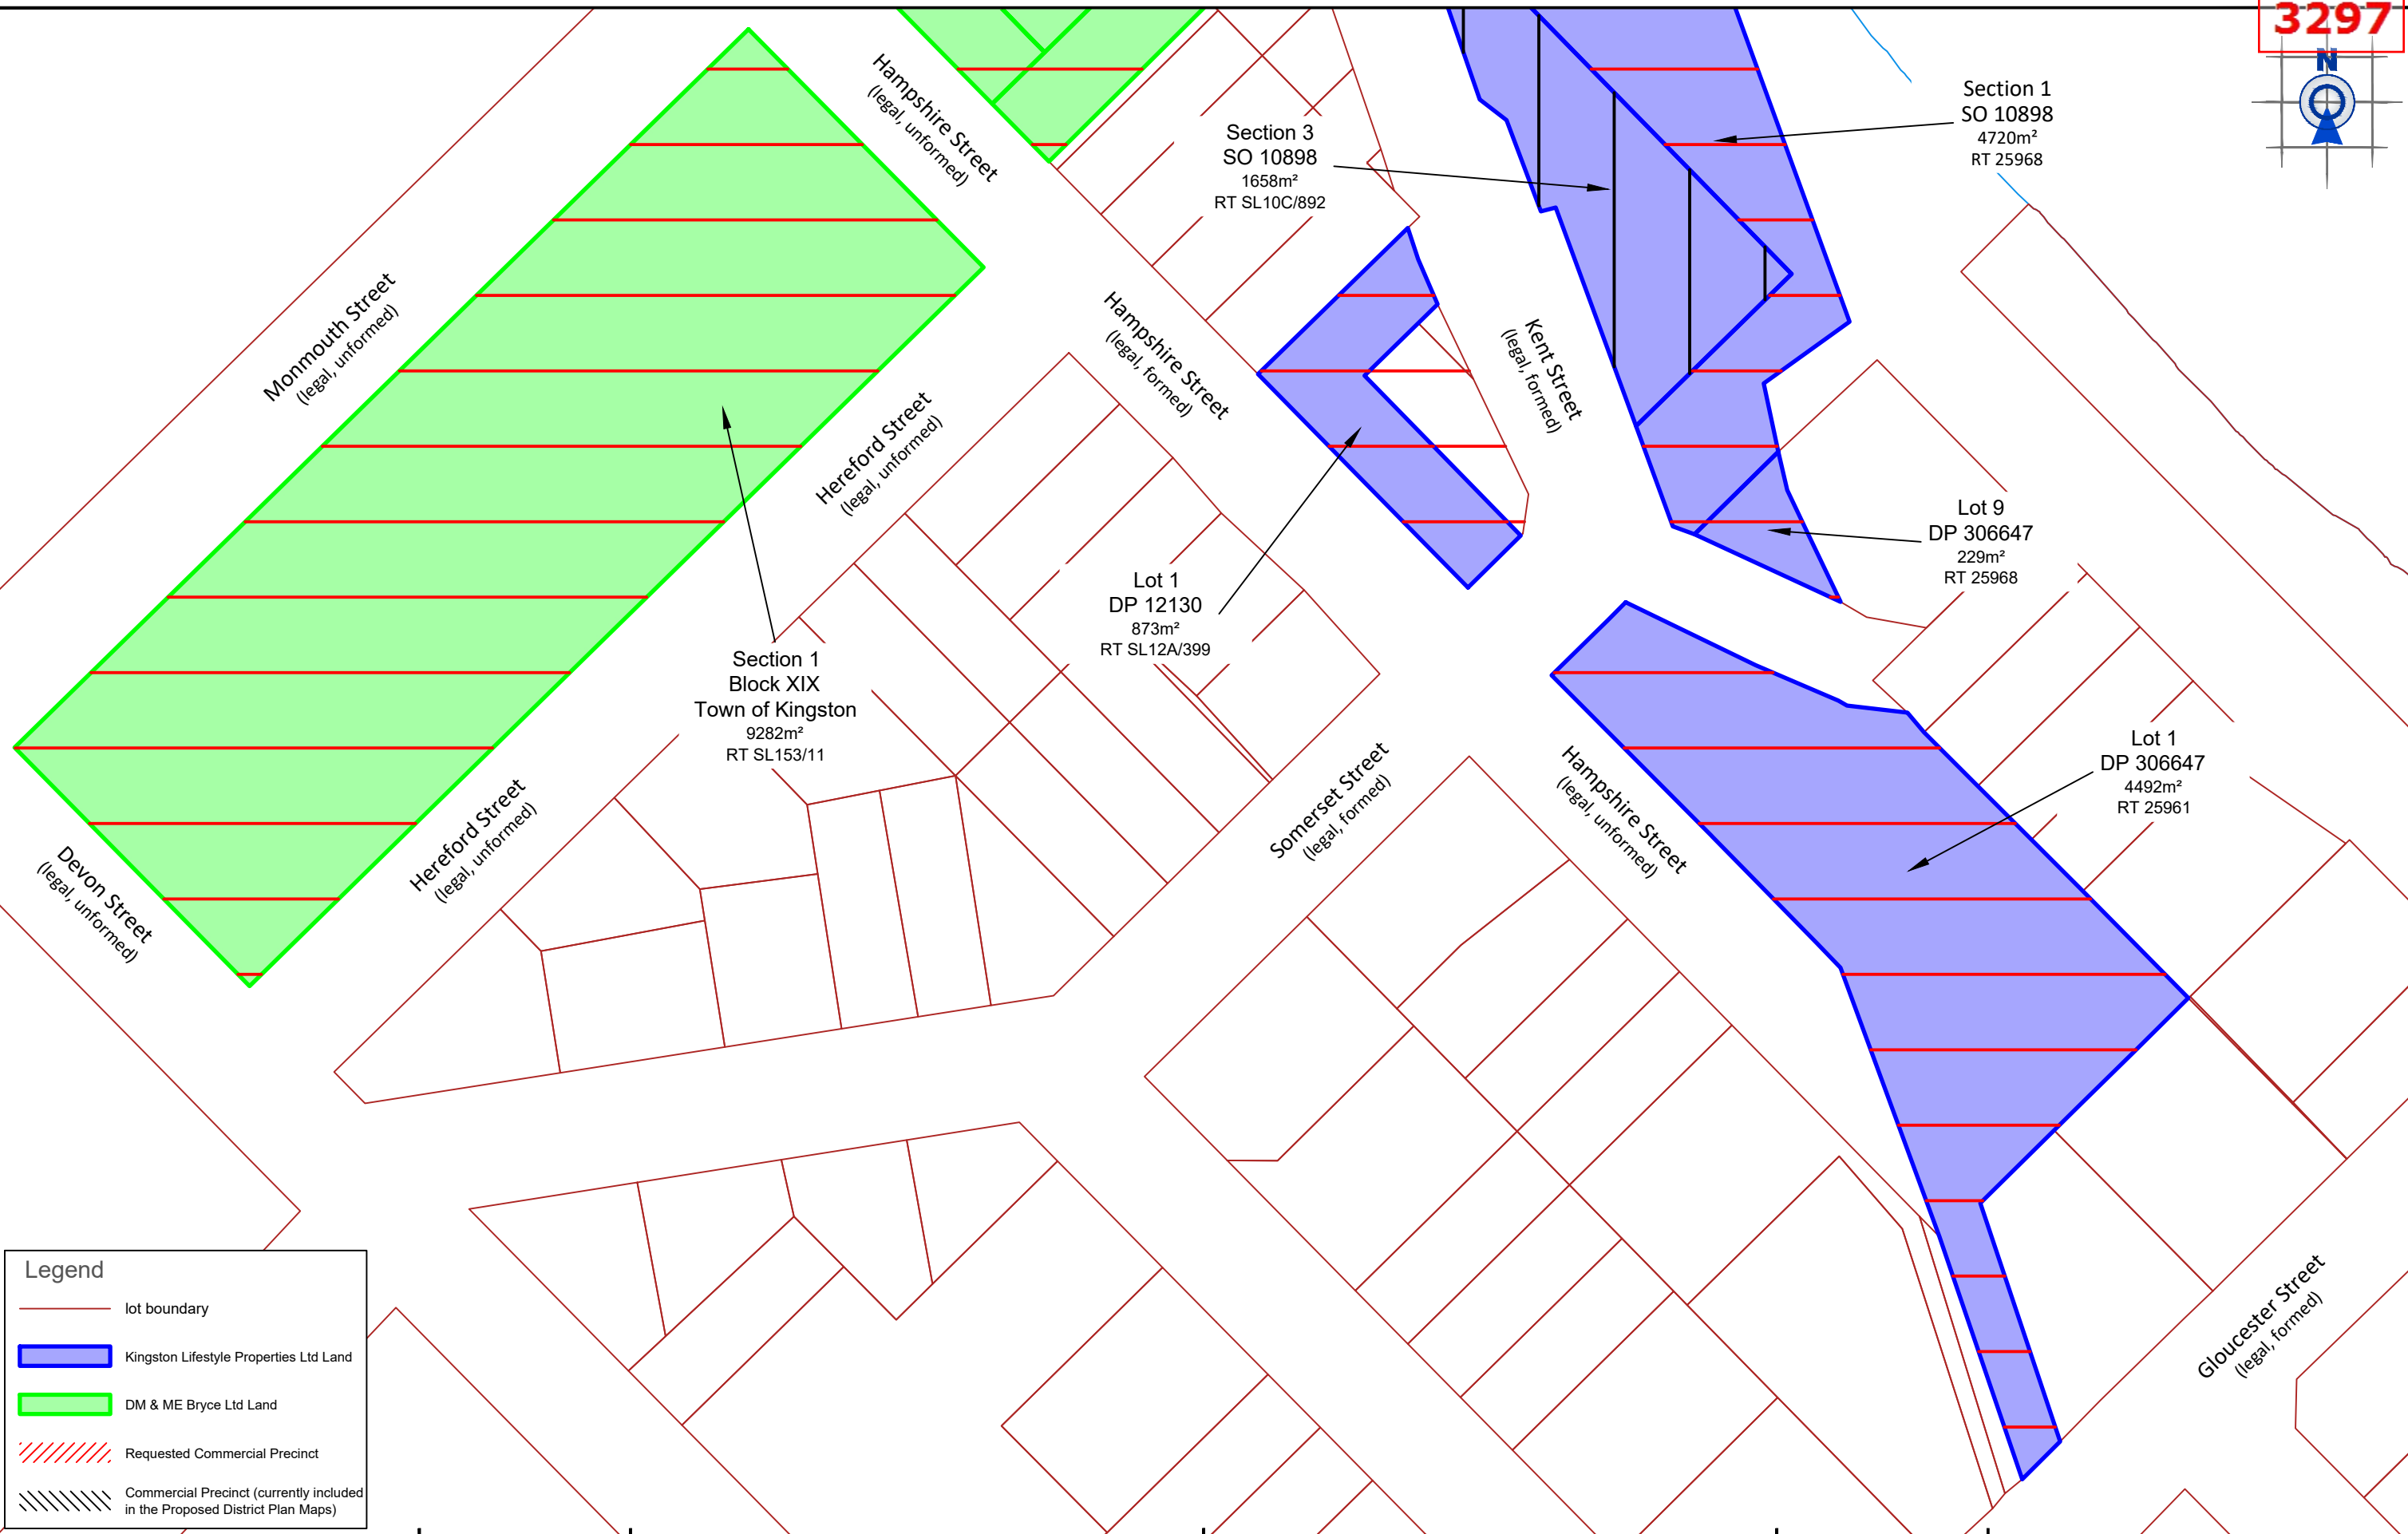 3297
N
Hampshire Street
(legal, unformed)
Section 1
SO 10898
4720m²
RT 25968
Section 3
SO 10898
1658m²
RT SL10C/892
Monmouth Street
(legal, unformed)
Hampshire Street
(legal, formed)
Kent Street
(legal, formed)
Hereford Street
(legal, unformed)
Lot 9
DP 306647
229m²
RT 25968
Lot 1
DP 12130
873m²
RT SL12A/399
Section 1
Block XIX
Town of Kingston
9282m²
RT SL153/11
Lot 1
DP 306647
4492m²
RT 25961
Somerset Street
(legal, formed)
Hampshire Street
(legal, unformed)
Hereford Street
(legal, unformed)
Devon Street
(legal, unformed)
Gloucester Street
(legal, formed)
Legend
lot boundary
Kingston Lifestyle Properties Ltd Land
DM & ME Bryce Ltd Land
Requested Commercial Precinct
Commercial Precinct (currently included
in the Proposed District Plan Maps)